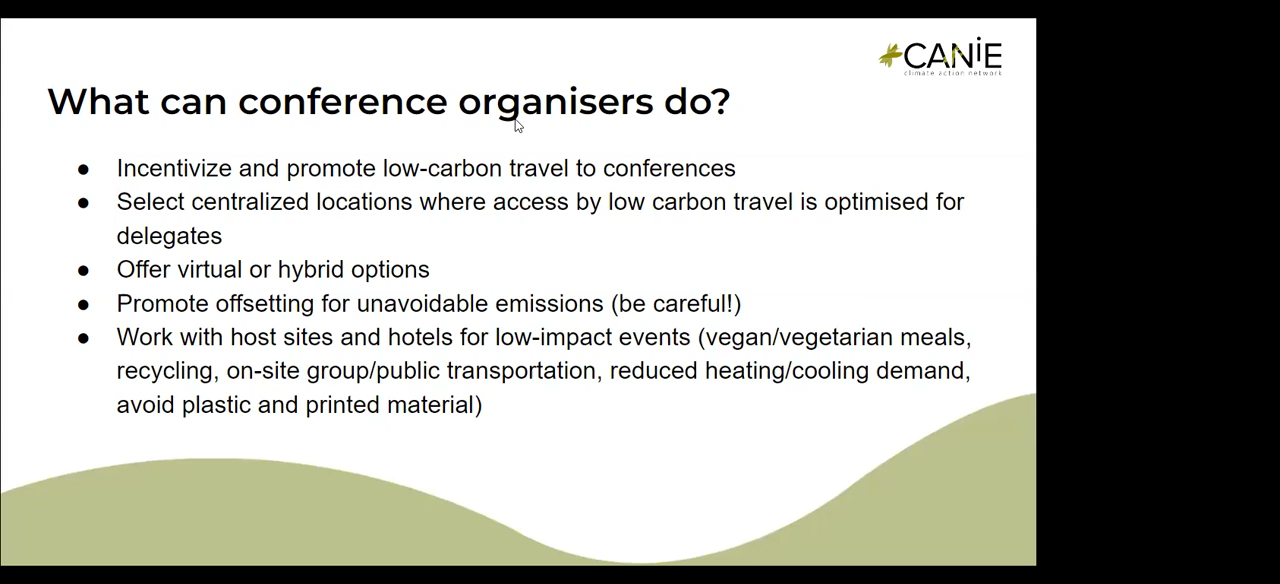 CANiE
climate action network
What can conference organisers do?
● Incentivize and promote low-carbon travel to conferences
● Select centralized locations where access by low carbon travel is optimised for
delegates
● Offer virtual or hybrid options
● Promote offsetting for unavoidable emissions (be careful!)
● Work with host sites and hotels for low-impact events (vegan/vegetarian meals,
recycling, on-site group/public transportation, reduced heating/cooling demand,
avoid plastic and printed material)